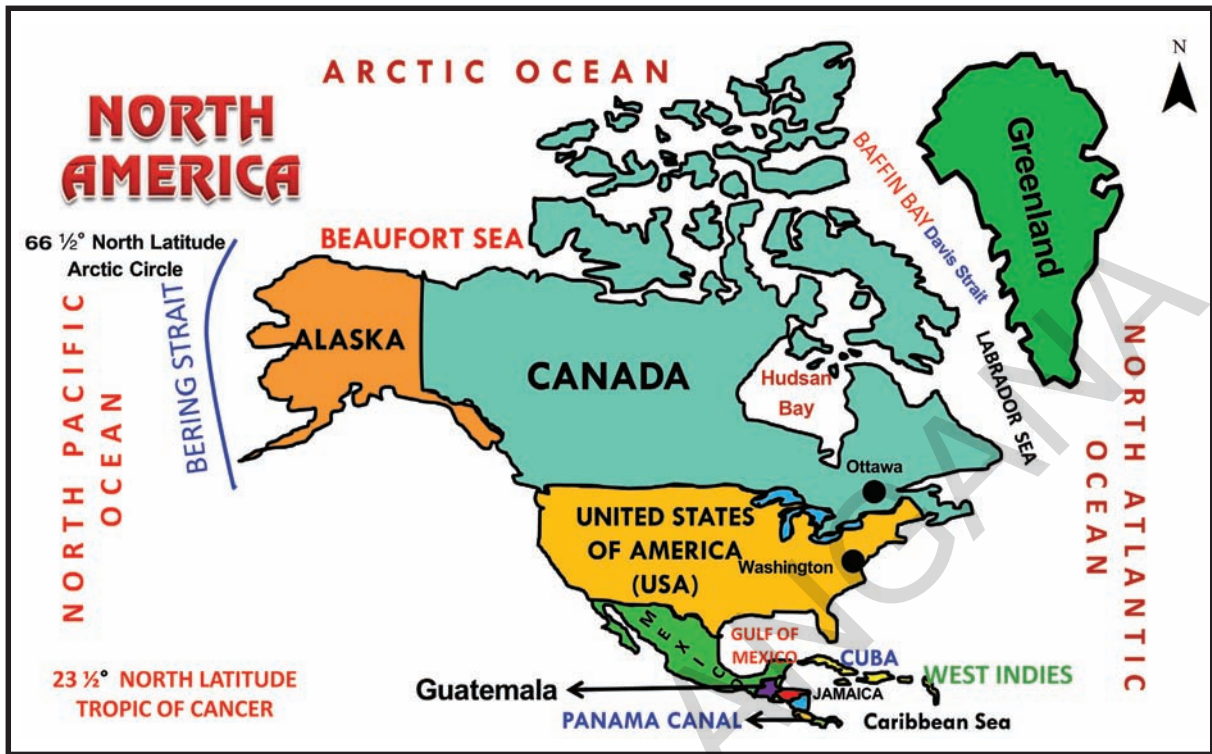 ARCTIC OCEAN
N
NORTH
AMERICA
Greenland
BAFFIN BAY
Davis Strait
66 ½° North Latitude
Arctic Circle
BEAUFORT SEA
BERING STRAIT
NORTH PACIFIC
OCEAN
ALASKA
CANADA
Hudsan
Bay
LABRADOR SEA
NORTH ATLANTIC
OCEAN
Ottawa
UNITED STATES
OF AMERICA
(USA)
Washington
MEXICO
GULF OF
MEXICO
CUBA
WEST INDIES
23 ½° NORTH LATITUDE
TROPIC OF CANCER
Guatemala
JAMAICA
PANAMA CANAL
Caribbean Sea
ANGANA